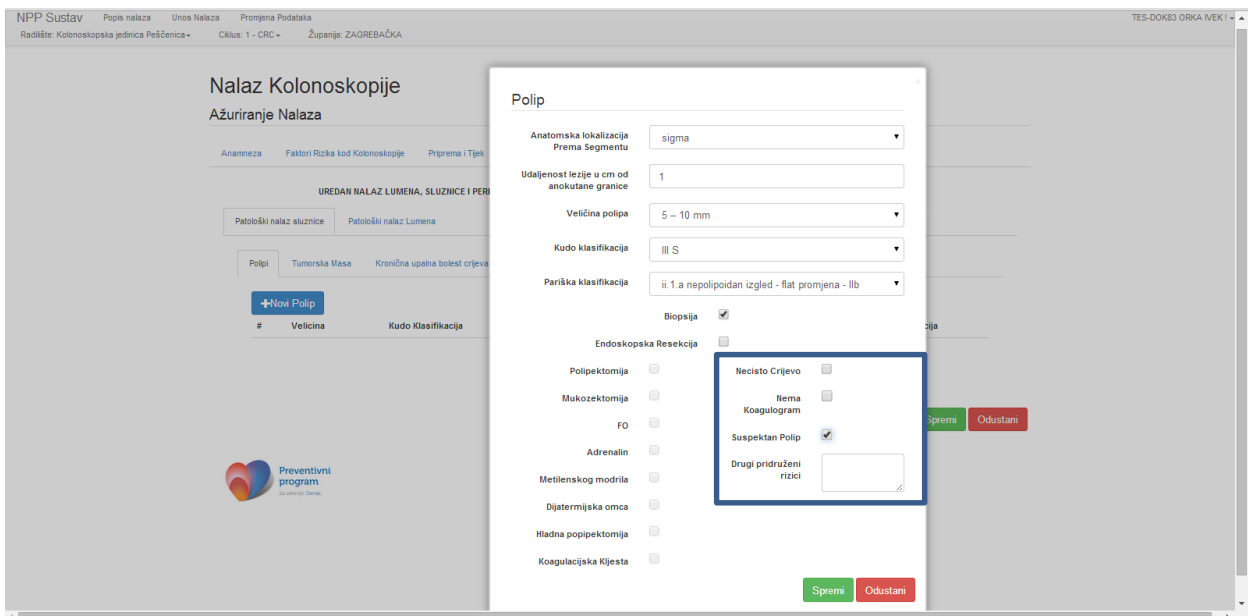 NPP Sustav Popis nalaza Unos Nalaza Promjena Podataka TES-DOK83 ORKA IVEK !
Radilište: Kolonoskopska jedinica Peščenica Ciklus: 1 - CRC Županija: ZAGREBAČKA
Nalaz Kolonoskopije
Ažuriranje Nalaza
Anamneza Faktori Rizika kod Kolonoskopije Priprema i Tijek
UREDAN NALAZ LUMENA, SLUZNICE I PERI
Patološki nalaz sluznice Patološki nalaz Lumena
Polipi Tumorska Masa Kronična upalna bolest crijeva
+Novi Polip
# Velicina Kudo Klasifikacija cija
Spremi Odustani
Preventivni
program
Polip
×
Anatomska lokalizacija
Prema Segmentu
sigma
Udaljenost lezije u cm od
anokutane granice
1
Veličina polipa 5 – 10 mm
Kudo klasifikacija III S
Pariška klasifikacija ii.1.a nepolipoidan izgled - flat promjena - IIb
Biopsija
Endoskopska Resekcija
Polipektomija
Mukozektomija
FO
Adrenalin
Metilenskog modrila
Dijatermijska omca
Hladna popipektomija
Koagulacijska Kljesta
Necisto Crijevo
Nema
Koagulogram
Suspektan Polip
Drugi pridruženi
rizici
Spremi Odustani